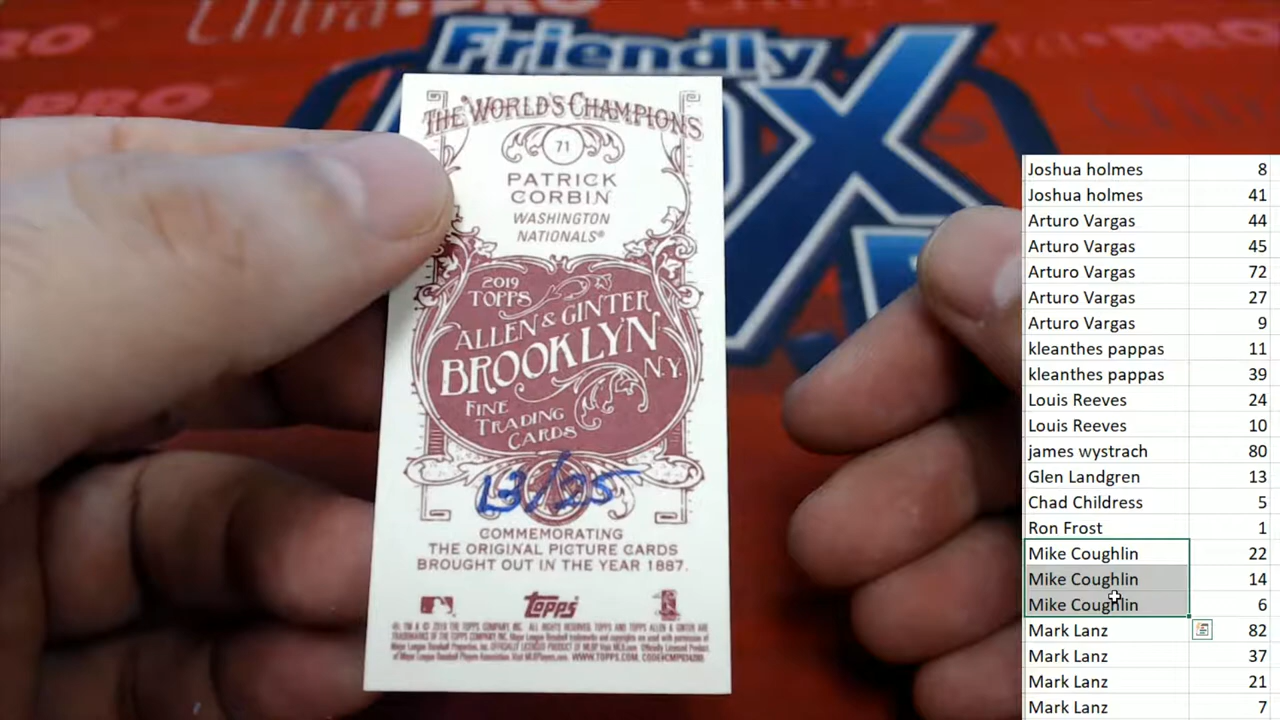 Friendly
THE WORLD'S CHAMPIONS
71
PATRICK
CORBIN
WASHINGTON
NATIONALS®
2019
TOPPS
ALLEN & GINTER
BROOKLYN
N.Y.
FINE
TRADING
CARDS
13/25
COMMEMORATING
THE ORIGINAL PICTURE CARDS
BROUGHT OUT IN THE YEAR 1887.
topps
Joshua holmes 8
Joshua holmes 41
Arturo Vargas 44
Arturo Vargas 45
Arturo Vargas 72
Arturo Vargas 27
Arturo Vargas 9
kleanthes pappas 11
kleanthes pappas 39
Louis Reeves 24
Louis Reeves 10
james wystrach 80
Glen Landgren 13
Chad Childress 5
Ron Frost 1
Mike Coughlin 22
Mike Coughlin 14
Mike Coughlin 6
Mark Lanz 82
Mark Lanz 37
Mark Lanz 21
Mark Lanz 7